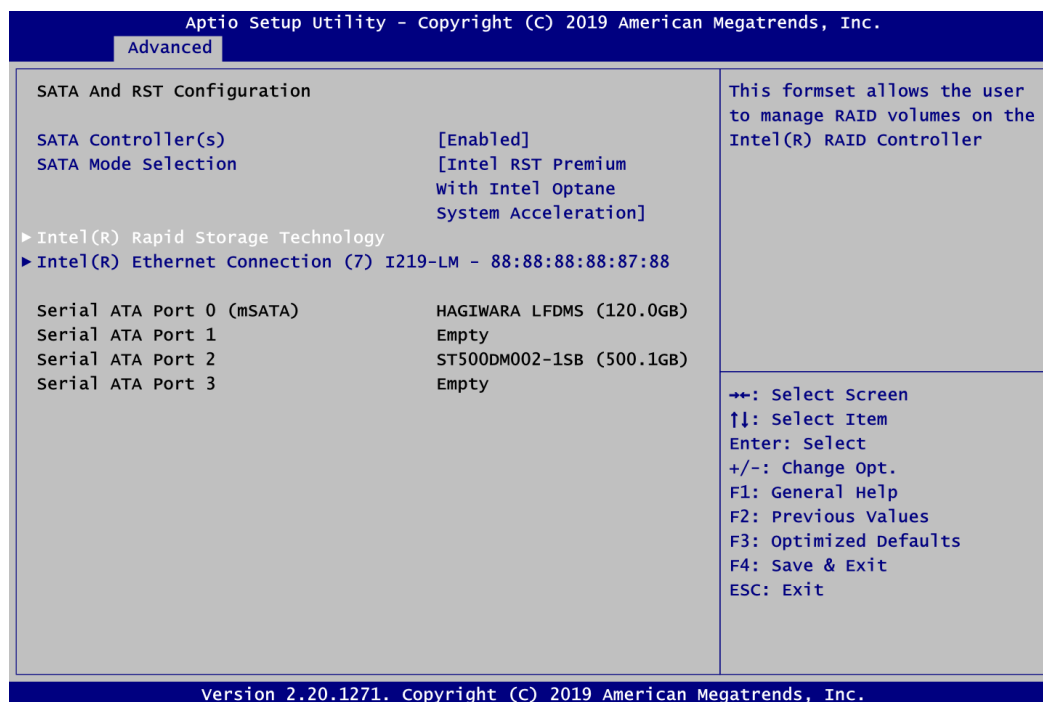 Aptio Setup Utility - Copyright (C) 2019 American Megatrends, Inc.
Advanced
SATA And RST Configuration
SATA Controller(s) [Enabled]
SATA Mode Selection [Intel RST Premium
With Intel Optane
System Acceleration]
▶ Intel(R) Rapid Storage Technology
▶ Intel(R) Ethernet Connection (7) I219-LM - 88:88:88:88:87:88
Serial ATA Port 0 (mSATA) HAGIWARA LFDMS (120.0GB)
Serial ATA Port 1 Empty
Serial ATA Port 2 ST500DM002-1SB (500.1GB)
Serial ATA Port 3 Empty
This formset allows the user
to manage RAID volumes on the
Intel(R) RAID Controller
→←: Select Screen
↑↓: Select Item
Enter: Select
+/-: Change Opt.
F1: General Help
F2: Previous Values
F3: Optimized Defaults
F4: Save & Exit
ESC: Exit
Version 2.20.1271. Copyright (C) 2019 American Megatrends, Inc.